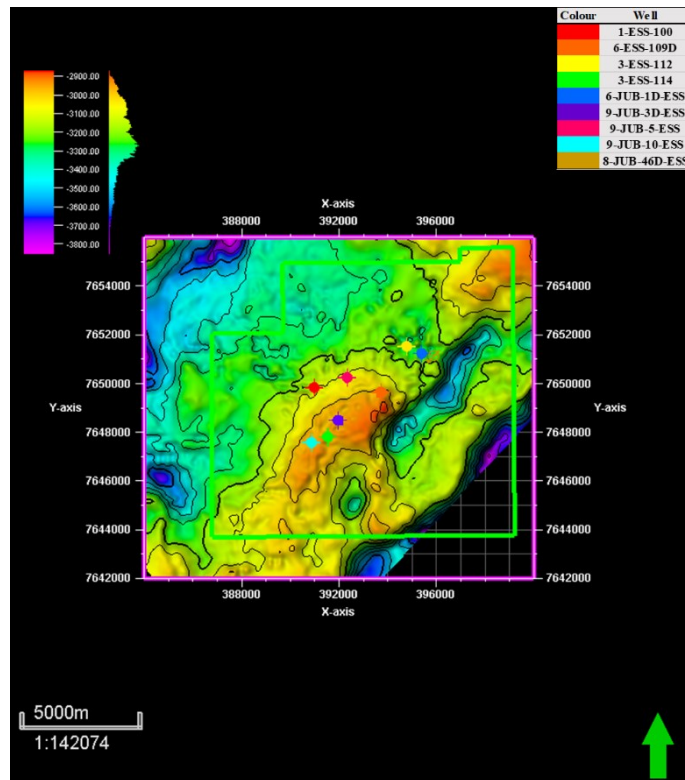 Colour Well
1-ESS-100
6-ESS-109D
3-ESS-112
3-ESS-114
6-JUB-1D-ESS
9-JUB-3D-ESS
9-JUB-5-ESS
9-JUB-10-ESS
8-JUB-46D-ESS
-2900.00
-3000.00
-3100.00
-3200.00
-3300.00
-3400.00
-3500.00
-3600.00
-3700.00
-3800.00
X-axis
388000 392000 396000
7654000 7654000
7652000 7652000
7650000 7650000
Y-axis Y-axis
7648000 7648000
7646000 7646000
7644000 7644000
7642000 7642000
388000 392000 396000
X-axis
5000m
1:142074